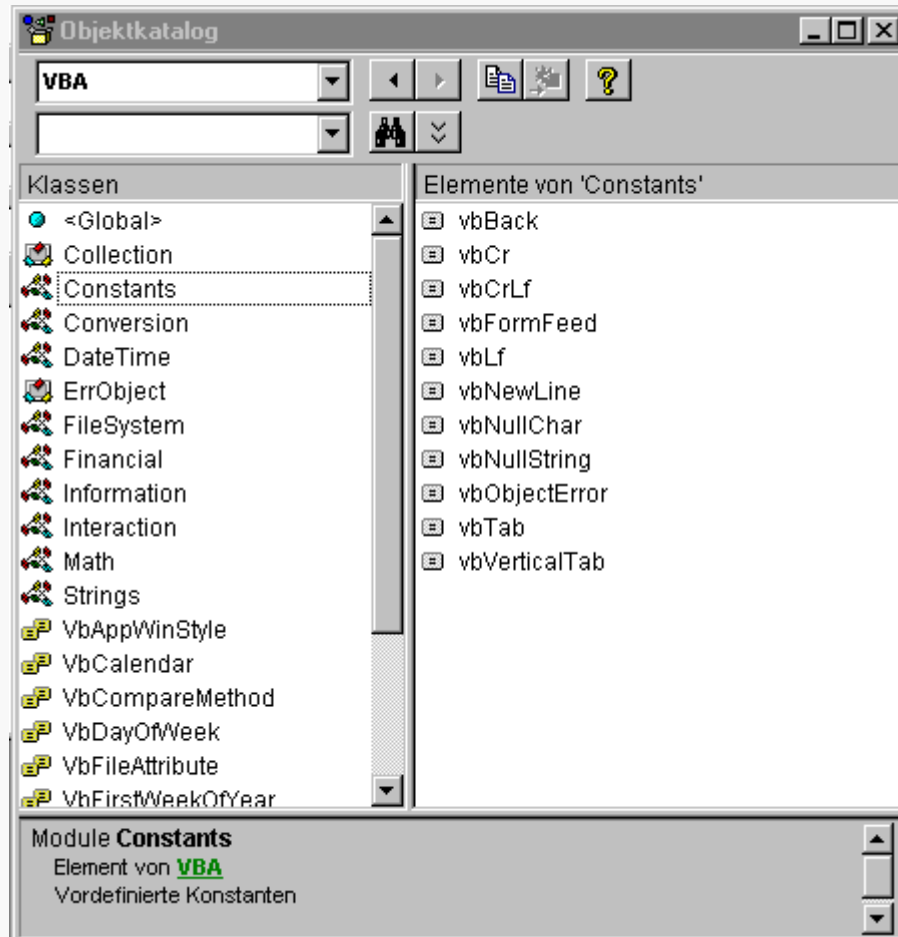 Objektkatalog
VBA
Klassen
<Global>
Collection
Constants
Conversion
DateTime
ErrObject
FileSystem
Financial
Information
Interaction
Math
Strings
VbAppWinStyle
VbCalendar
VbCompareMethod
VbDayOfWeek
VbFileAttribute
VbFirstWeekOfYear
Elemente von 'Constants'
vbBack
vbCr
vbCrLf
vbFormFeed
vbLf
vbNewLine
vbNullChar
vbNullString
vbObjectError
vbTab
vbVerticalTab
Module Constants
Element von VBA
Vordefinierte Konstanten